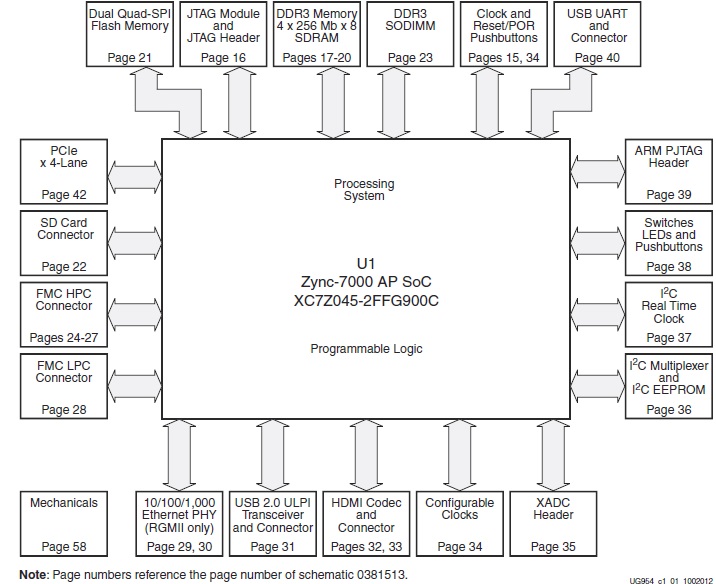 Dual Quad-SPI
Flash Memory
Page 21
JTAG Module
and
JTAG Header
Page 16
DDR3 Memory
4 x 256 Mb x 8
SDRAM
Pages 17-20
DDR3
SODIMM
Page 23
Clock and
Reset/POR
Pushbuttons
Pages 15, 34
USB UART
and
Connector
Page 40
PCIe
x 4-Lane
Page 42
SD Card
Connector
Page 22
FMC HPC
Connector
Pages 24-27
FMC LPC
Connector
Page 28
Processing
System
U1
Zync-7000 AP SoC
XC7Z045-2FFG900C
Programmable Logic
ARM PJTAG
Header
Page 39
Switches
LEDs and
Pushbuttons
Page 38
I²C
Real Time
Clock
Page 37
I²C Multiplexer
and
I²C EEPROM
Page 36
Mechanicals
Page 58
10/100/1,000
Ethernet PHY
(RGMII only)
Page 29, 30
USB 2.0 ULPI
Transceiver
and Connector
Page 31
HDMI Codec
and
Connector
Pages 32, 33
Configurable
Clocks
Page 34
XADC
Header
Page 35
Note: Page numbers reference the page number of schematic 0381513.
UG954_c1_01_1002012